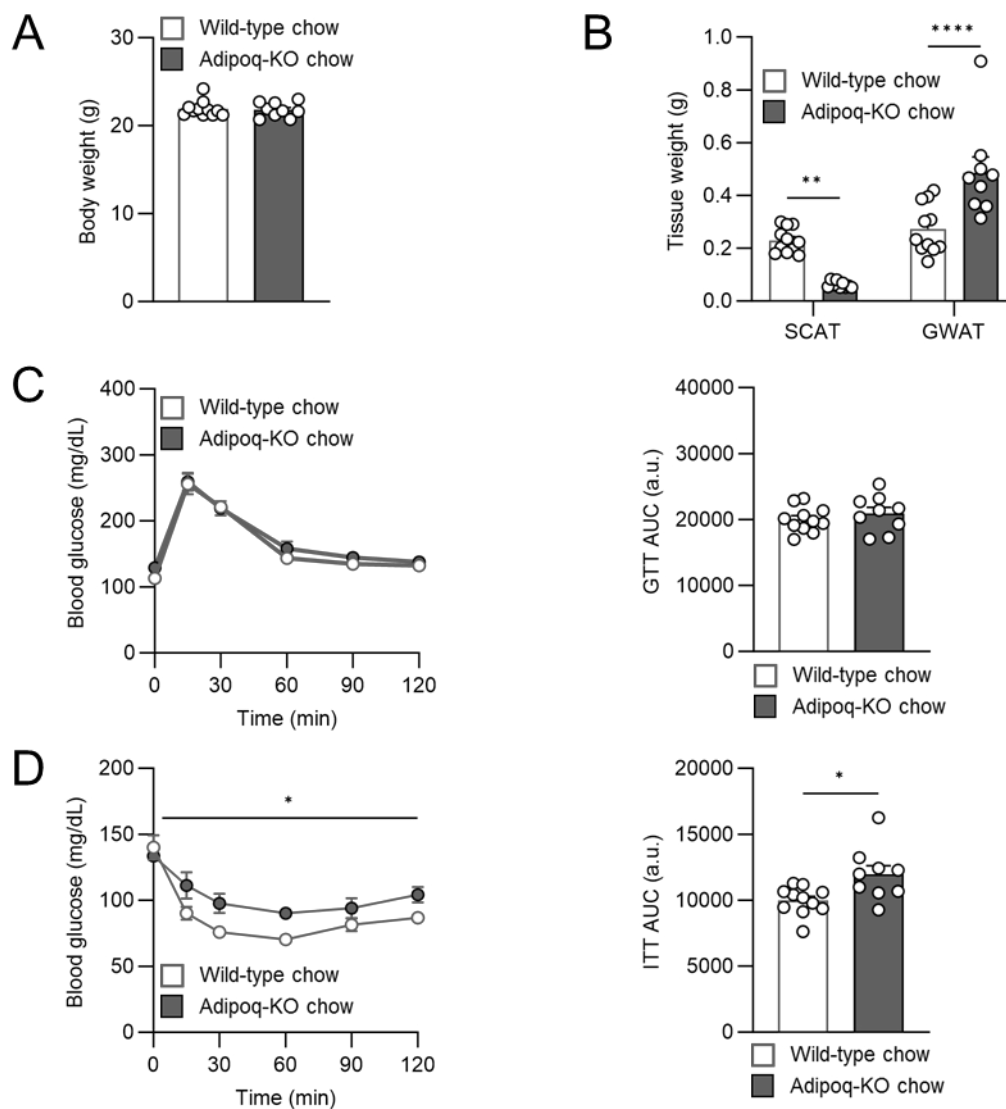 A
Wild-type chow
Adipoq-KO chow
Body weight (g)
30
20
10
0
B
Wild-type chow
Adipoq-KO chow
Tissue weight (g)
1.0
0.8
0.6
0.4
0.2
0.0
**
****
SCAT
GWAT
C
Wild-type chow
Adipoq-KO chow
Blood glucose (mg/dL)
400
300
200
100
0
0 30 60 90 120
Time (min)
GTT AUC (a.u.)
40000
30000
20000
10000
0
Wild-type chow
Adipoq-KO chow
D
Blood glucose (mg/dL)
200
150
100
50
0
*
Wild-type chow
Adipoq-KO chow
0 30 60 90 120
Time (min)
ITT AUC (a.u.)
20000
15000
10000
5000
0
*
Wild-type chow
Adipoq-KO chow